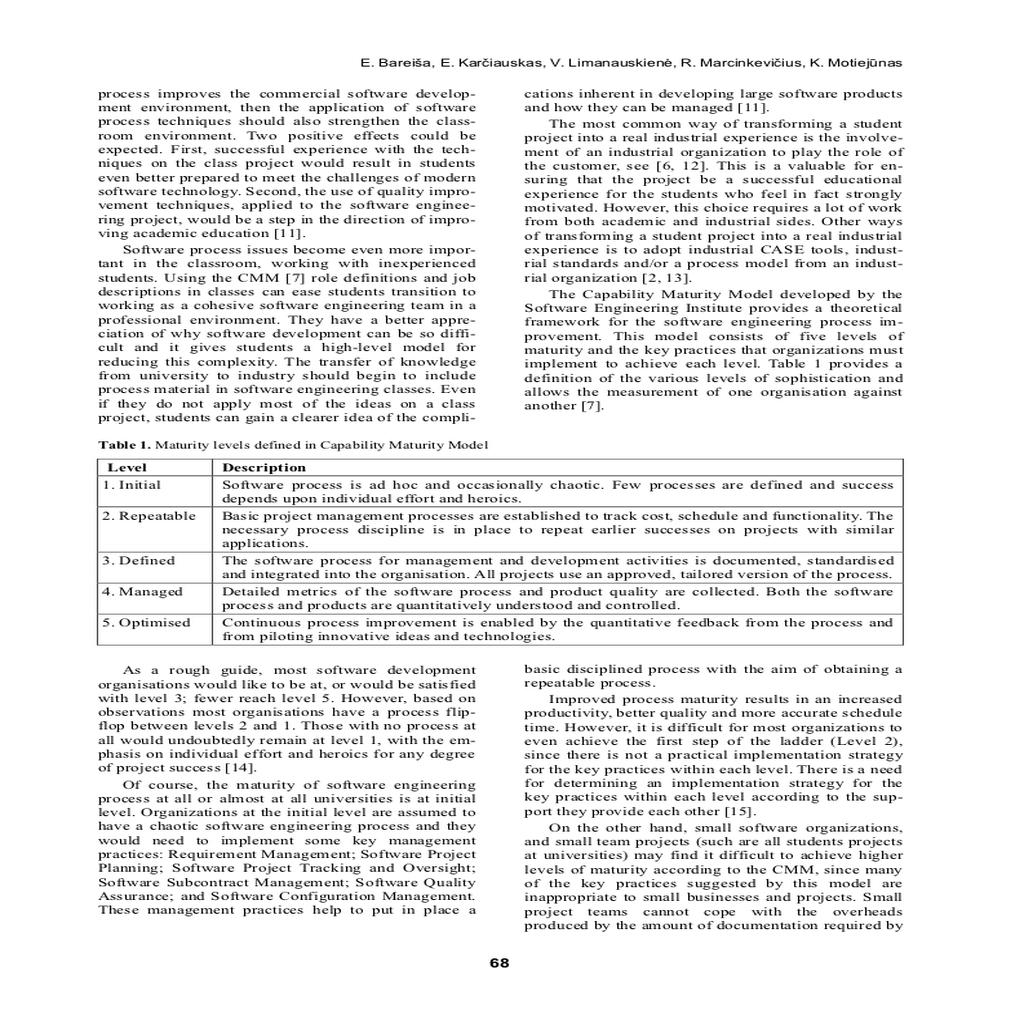 E. Bareiša, E. Karčiauskas, V. Limanauskienė, R. Marcinkevičius, K. Motiejūnas
process improves the commercial software develop-
ment environment, then the application of software
process techniques should also strengthen the class-
room environment. Two positive effects could be
expected. First, successful experience with the tech-
niques on the class project would result in students
even better prepared to meet the challenges of modern
software technology. Second, the use of quality impro-
vement techniques, applied to the software enginee-
ring project, would be a step in the direction of impro-
ving academic education [11].
Software process issues become even more impor-
tant in the classroom, working with inexperienced
students. Using the CMM [7] role definitions and job
descriptions in classes can ease students transition to
working as a cohesive software engineering team in a
professional environment. They have a better appre-
ciation of why software development can be so diffi-
cult and it gives students a high-level model for
reducing this complexity. The transfer of knowledge
from university to industry should begin to include
process material in software engineering classes. Even
if they do not apply most of the ideas on a class
project, students can gain a clearer idea of the compli-
cations inherent in developing large software products
and how they can be managed [11].
The most common way of transforming a student
project into a real industrial experience is the involve-
ment of an industrial organization to play the role of
the customer, see [6, 12]. This is a valuable for en-
suring that the project be a successful educational
experience for the students who feel in fact strongly
motivated. However, this choice requires a lot of work
from both academic and industrial sides. Other ways
of transforming a student project into a real industrial
experience is to adopt industrial CASE tools, indust-
rial standards and/or a process model from an indust-
rial organization [2, 13].
The Capability Maturity Model developed by the
Software Engineering Institute provides a theoretical
framework for the software engineering process im-
provement. This model consists of five levels of
maturity and the key practices that organizations must
implement to achieve each level. Table 1 provides a
definition of the various levels of sophistication and
allows the measurement of one organisation against
another [7].
Table 1. Maturity levels defined in Capability Maturity Model
Level Description
1. Initial Software process is ad hoc and occasionally chaotic. Few processes are defined and success
depends upon individual effort and heroics.
2. Repeatable Basic project management processes are established to track cost, schedule and functionality. The
necessary process discipline is in place to repeat earlier successes on projects with similar
applications.
3. Defined The software process for management and development activities is documented, standardised
and integrated into the organisation. All projects use an approved, tailored version of the process.
4. Managed Detailed metrics of the software process and product quality are collected. Both the software
process and products are quantitatively understood and controlled.
5. Optimised Continuous process improvement is enabled by the quantitative feedback from the process and
from piloting innovative ideas and technologies.
As a rough guide, most software development
organisations would like to be at, or would be satisfied
with level 3; fewer reach level 5. However, based on
observations most organisations have a process flip-
flop between levels 2 and 1. Those with no process at
all would undoubtedly remain at level 1, with the em-
phasis on individual effort and heroics for any degree
of project success [14].
Of course, the maturity of software engineering
process at all or almost at all universities is at initial
level. Organizations at the initial level are assumed to
have a chaotic software engineering process and they
would need to implement some key management
practices: Requirement Management; Software Project
Planning; Software Project Tracking and Oversight;
Software Subcontract Management; Software Quality
Assurance; and Software Configuration Management.
These management practices help to put in place a
basic disciplined process with the aim of obtaining a
repeatable process.
Improved process maturity results in an increased
productivity, better quality and more accurate schedule
time. However, it is difficult for most organizations to
even achieve the first step of the ladder (Level 2),
since there is not a practical implementation strategy
for the key practices within each level. There is a need
for determining an implementation strategy for the
key practices within each level according to the sup-
port they provide each other [15].
On the other hand, small software organizations,
and small team projects (such are all students projects
at universities) may find it difficult to achieve higher
levels of maturity according to the CMM, since many
of the key practices suggested by this model are
inappropriate to small businesses and projects. Small
project teams cannot cope with the overheads
produced by the amount of documentation required by
68